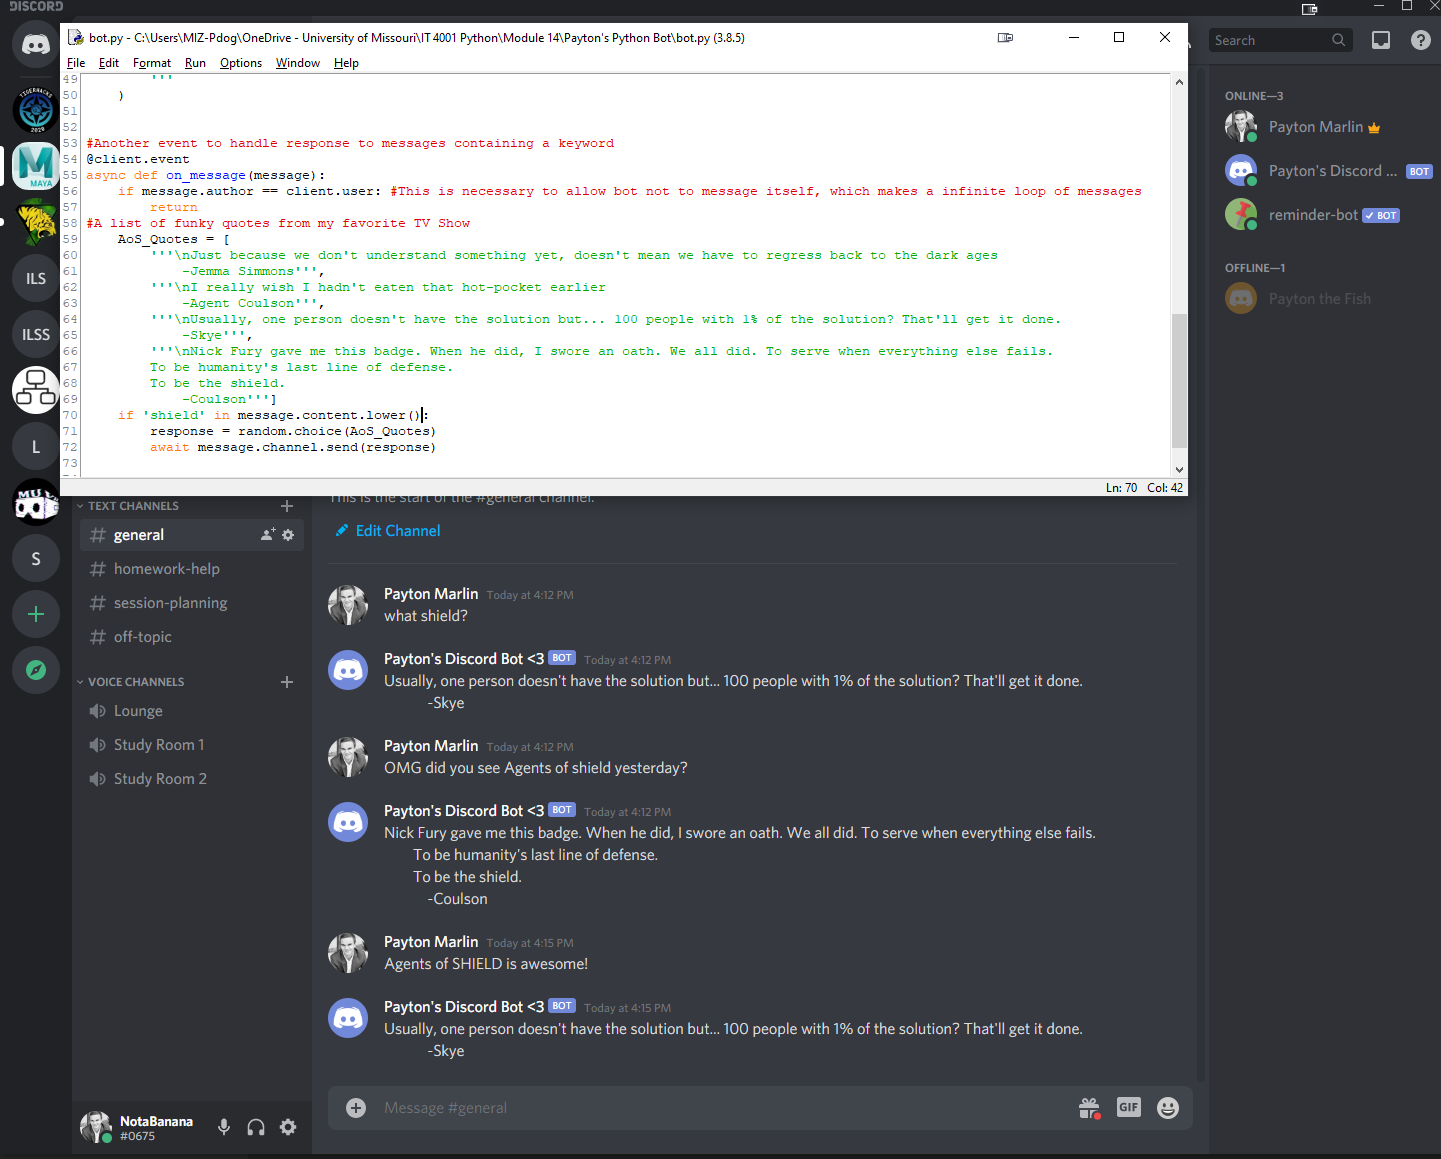 DISCORD
bot.py - C:\Users\MIZ-Pdog\OneDrive - University of Missouri\IT 4001 Python\Module 14\Payton's Python Bot\bot.py (3.8.5)
File Edit Format Run Options Window Help
49 '''
50 )
51
52
53 #Another event to handle response to messages containing a keyword
54 @client.event
55 async def on_message(message):
56 if message.author == client.user: #This is necessary to allow bot not to message itself, which makes a infinite loop of messages
57 return
58 #A list of funky quotes from my favorite TV Show
59 AoS_Quotes = [
60 '''\nJust because we don't understand something yet, doesn't mean we have to regress back to the dark ages
61 -Jemma Simmons''',
62 '''\nI really wish I hadn't eaten that hot-pocket earlier
63 -Agent Coulson''',
64 '''\nUsually, one person doesn't have the solution but... 100 people with 1% of the solution? That'll get it done.
65 -Skye''',
66 '''\nNick Fury gave me this badge. When he did, I swore an oath. We all did. To serve when everything else fails.
67 To be humanity's last line of defense.
68 To be the shield.
69 -Coulson''']
70 if 'shield' in message.content.lower():
71 response = random.choice(AoS_Quotes)
72 await message.channel.send(response)
73
Ln: 70 Col: 42
Search
ONLINE—3
Payton Marlin
Payton's Discord ... BOT
reminder-bot ✓ BOT
OFFLINE—1
Payton the Fish
TIGERHACKS
2020
MAYA
ILS
ILSS
L
MU V
S
TEXT CHANNELS
# general
# homework-help
# session-planning
# off-topic
VOICE CHANNELS
Lounge
Study Room 1
Study Room 2
NotaBanana
#0675
This is the start of the #general channel.
Edit Channel
Payton Marlin Today at 4:12 PM
what shield?
Payton's Discord Bot <3 BOT Today at 4:12 PM
Usually, one person doesn't have the solution but... 100 people with 1% of the solution? That'll get it done.
-Skye
Payton Marlin Today at 4:12 PM
OMG did you see Agents of shield yesterday?
Payton's Discord Bot <3 BOT Today at 4:12 PM
Nick Fury gave me this badge. When he did, I swore an oath. We all did. To serve when everything else fails.
To be humanity's last line of defense.
To be the shield.
-Coulson
Payton Marlin Today at 4:15 PM
Agents of SHIELD is awesome!
Payton's Discord Bot <3 BOT Today at 4:15 PM
Usually, one person doesn't have the solution but... 100 people with 1% of the solution? That'll get it done.
-Skye
Message #general
GIF